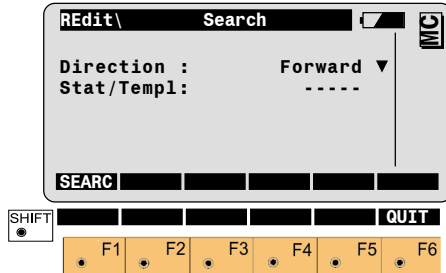 REdit\ Search
MC
Direction : Forward ▼
Stat/Templ: -----
SEARC
SHIFT QUIT
F1 F2 F3 F4 F5 F6